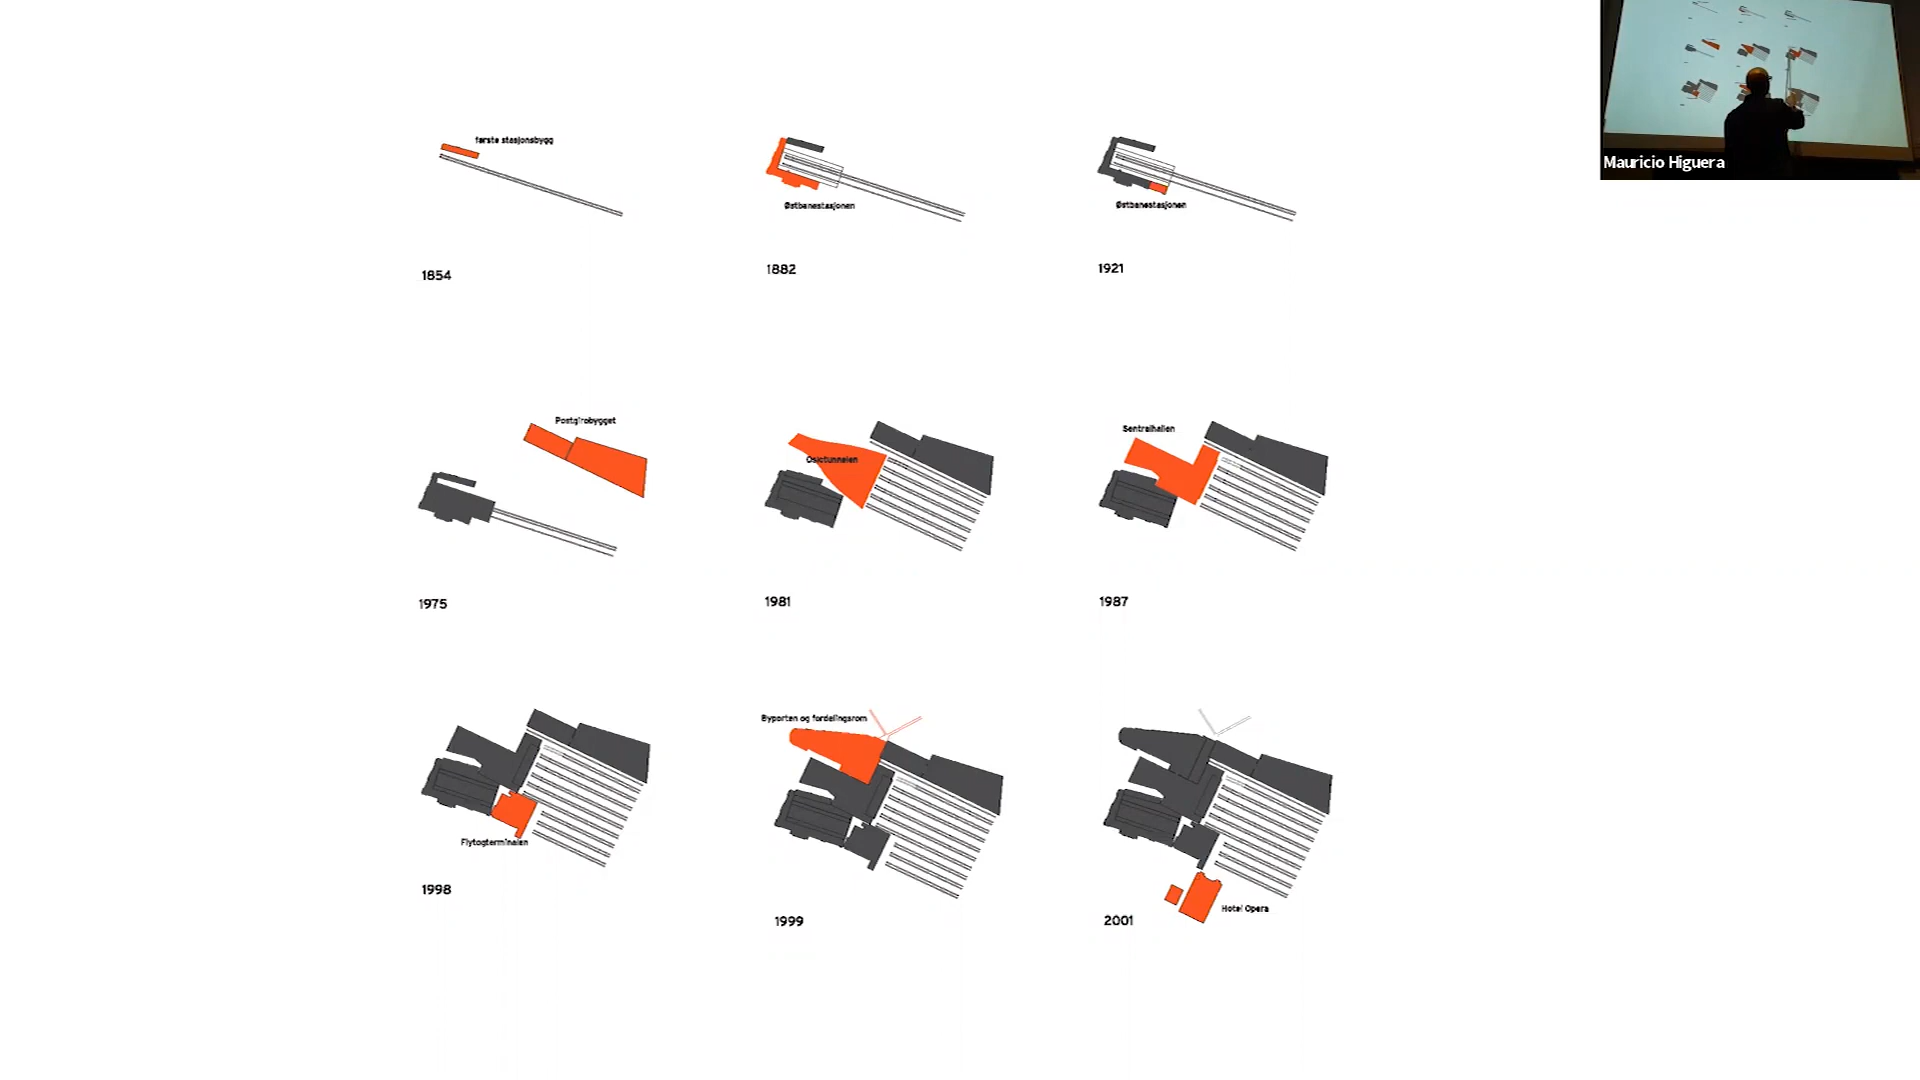 første stasjonsbygg
Østbanestasjonen
Østbanestasjonen
1854
1882
1921
Postgirobygget
Oslotunnelen
Sentralhallen
1975
1981
1987
Byporten og fordelingsrom
Flytogterminalen
Hotel Opera
1998
1999
2001
Mauricio Higuera